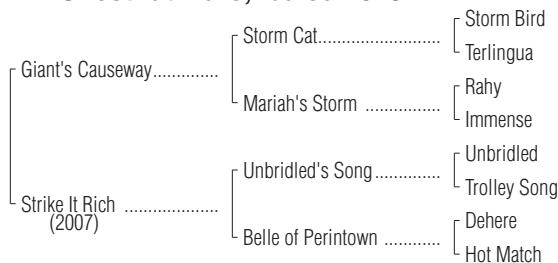 Storm Bird
Storm Cat........................
Terlingua
Giant's Causeway.............
Rahy
Mariah's Storm ...............
Immense
Unbridled
Unbridled's Song.............
Trolley Song
Strike It Rich ..................
(2007)
Dehere
Belle of Perintown ...........
Hot Match